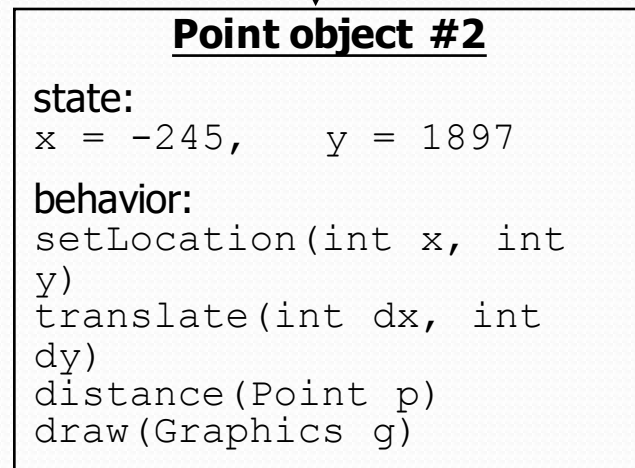 Point object #2
state:
x = -245,   y = 1897
behavior:
setLocation(int x, int
y)
translate(int dx, int
dy)
distance(Point p)
draw(Graphics g)